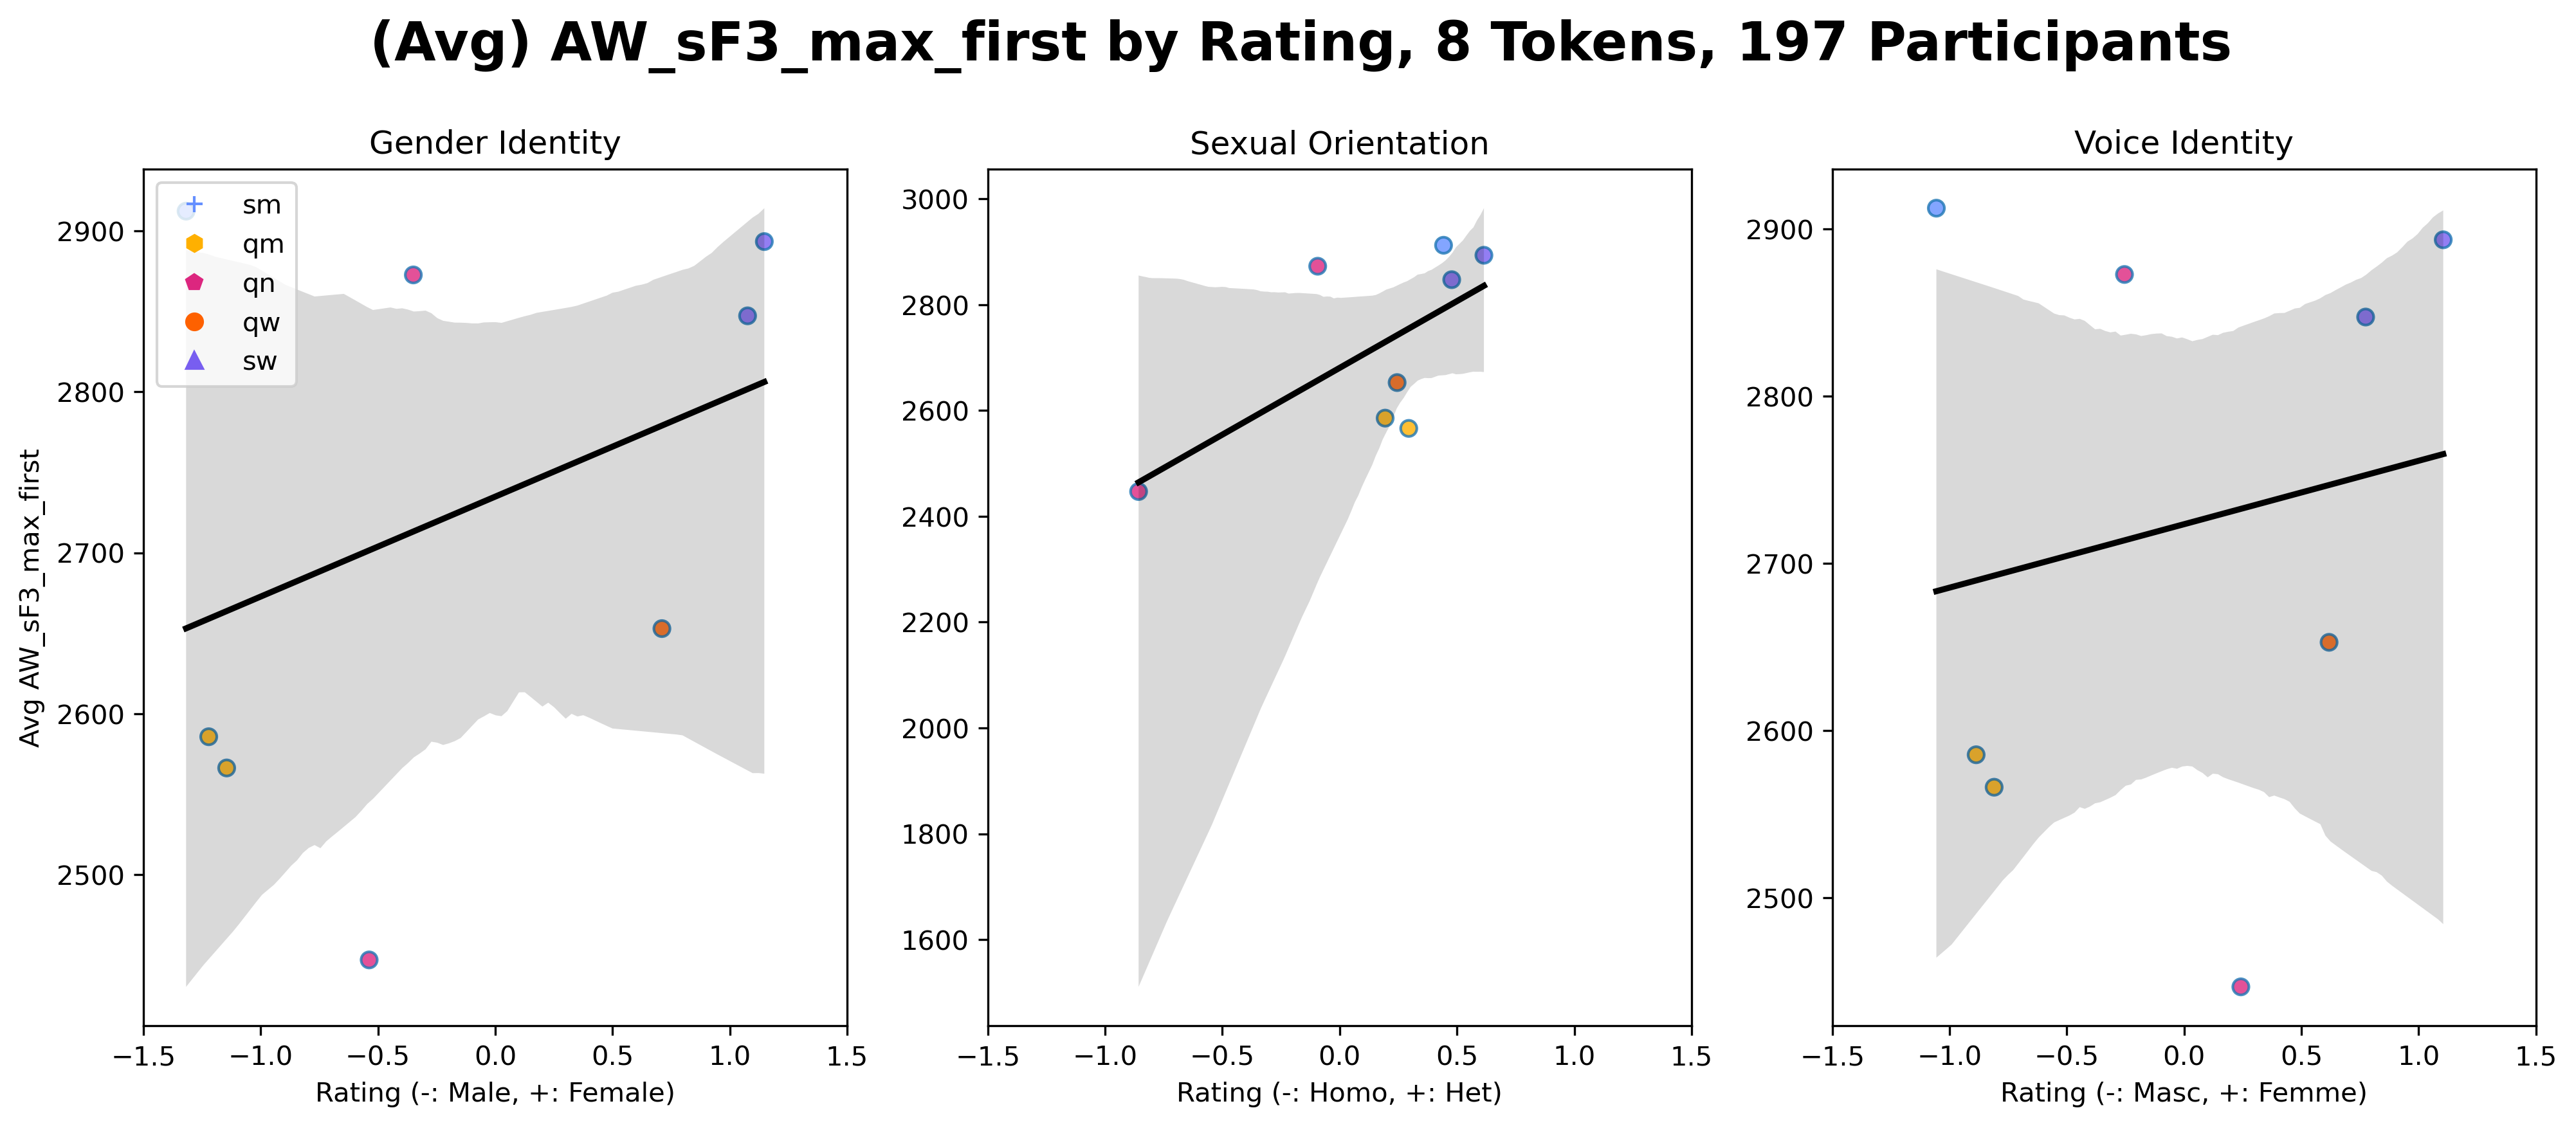 (Avg) AW_sF3_max_first by Rating, 8 Tokens, 197 Participants
Gender Identity
sm
qm
qn
qw
sw
2900
2800
2700
2600
2500
Avg AW_sF3_max_first
−1.5 −1.0 −0.5 0.0 0.5 1.0 1.5
Rating (-: Male, +: Female)
Sexual Orientation
3000
2800
2600
2400
2200
2000
1800
1600
−1.5 −1.0 −0.5 0.0 0.5 1.0 1.5
Rating (-: Homo, +: Het)
Voice Identity
2900
2800
2700
2600
2500
−1.5 −1.0 −0.5 0.0 0.5 1.0 1.5
Rating (-: Masc, +: Femme)